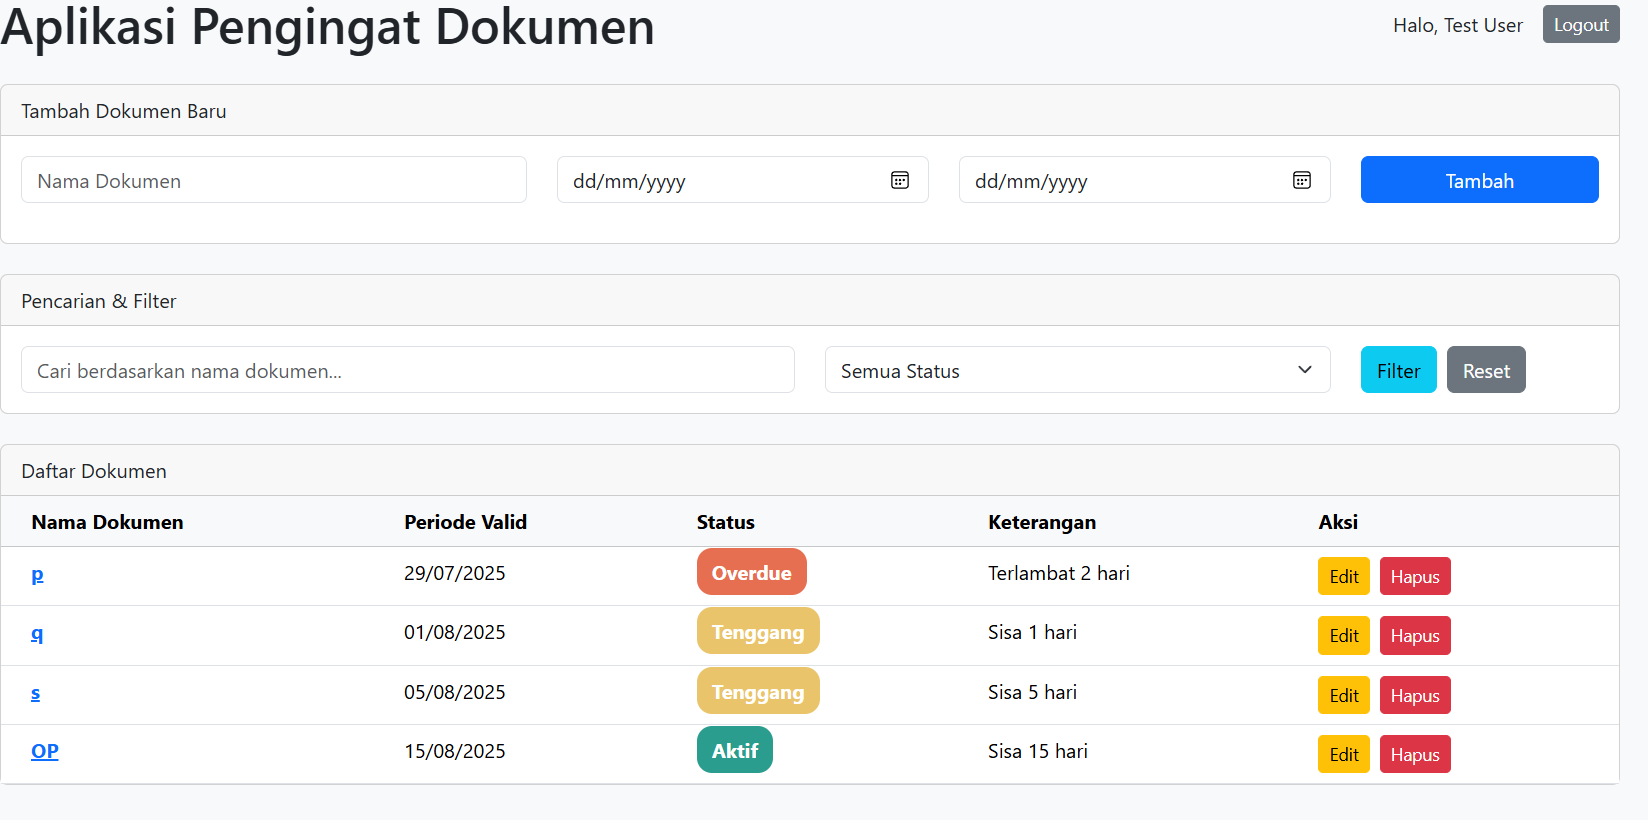 Aplikasi Pengingat Dokumen
Halo, Test User Logout
Tambah Dokumen Baru
Nama Dokumen dd/mm/yyyy dd/mm/yyyy Tambah
Pencarian & Filter
Cari berdasarkan nama dokumen... Semua Status Filter Reset
Daftar Dokumen
Nama Dokumen Periode Valid Status Keterangan Aksi
p 29/07/2025 Overdue Terlambat 2 hari Edit Hapus
q 01/08/2025 Tenggang Sisa 1 hari Edit Hapus
s 05/08/2025 Tenggang Sisa 5 hari Edit Hapus
OP 15/08/2025 Aktif Sisa 15 hari Edit Hapus